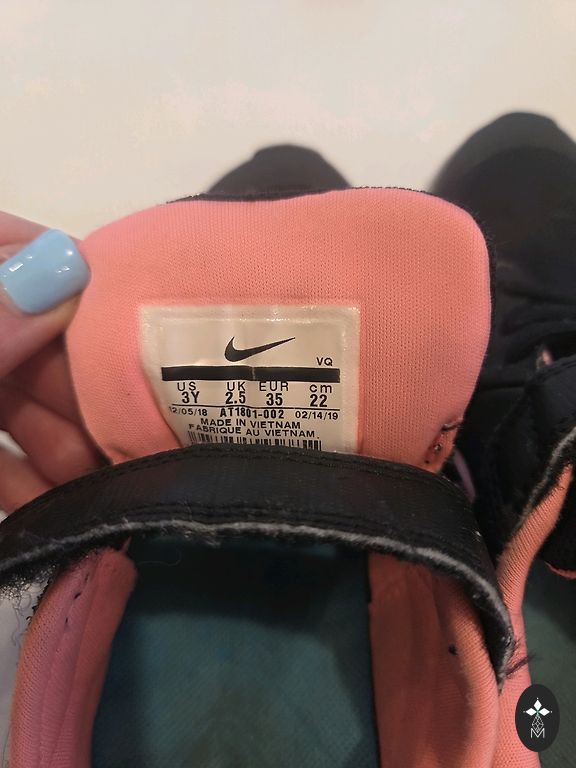 VQ
US UK EUR cm
3Y 2.5 35 22
12/05/18 AT1801-002 02/14/19
MADE IN VIETNAM
FABRIQUE AU VIETNAM
M